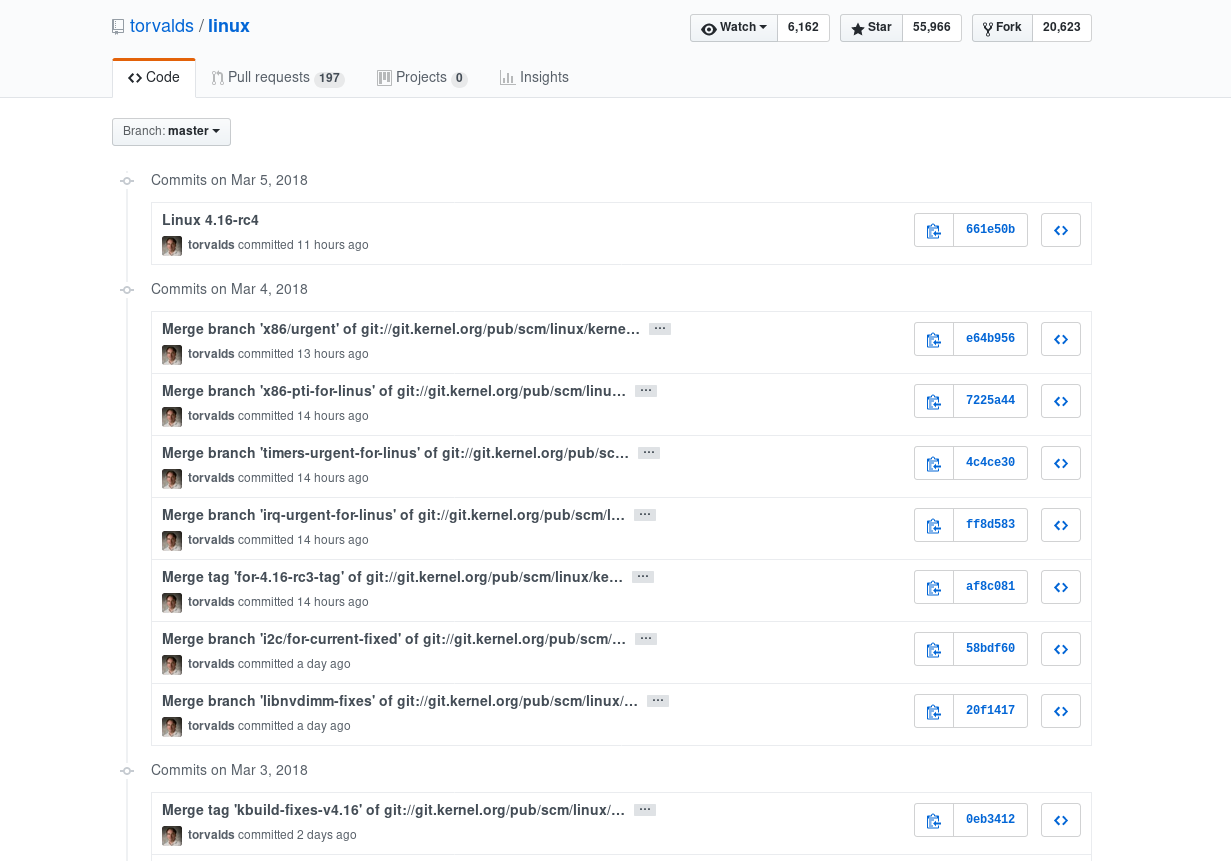 torvalds / linux Watch 6,162 Star 55,966 Fork 20,623
Code Pull requests 197 Projects 0 Insights
Branch: master
Commits on Mar 5, 2018
Linux 4.16-rc4
torvalds committed 11 hours ago
661e50b
Commits on Mar 4, 2018
Merge branch 'x86/urgent' of git://git.kernel.org/pub/scm/linux/kerne… …
torvalds committed 13 hours ago
e64b956
Merge branch 'x86-pti-for-linus' of git://git.kernel.org/pub/scm/linu… …
torvalds committed 14 hours ago
7225a44
Merge branch 'timers-urgent-for-linus' of git://git.kernel.org/pub/sc… …
torvalds committed 14 hours ago
4c4ce30
Merge branch 'irq-urgent-for-linus' of git://git.kernel.org/pub/scm/l… …
torvalds committed 14 hours ago
ff8d583
Merge tag 'for-4.16-rc3-tag' of git://git.kernel.org/pub/scm/linux/ke… …
torvalds committed 14 hours ago
af8c081
Merge branch 'i2c/for-current-fixed' of git://git.kernel.org/pub/scm/… …
torvalds committed a day ago
58bdf60
Merge branch 'libnvdimm-fixes' of git://git.kernel.org/pub/scm/linux/… …
torvalds committed a day ago
20f1417
Commits on Mar 3, 2018
Merge tag 'kbuild-fixes-v4.16' of git://git.kernel.org/pub/scm/linux/… …
torvalds committed 2 days ago
0eb3412